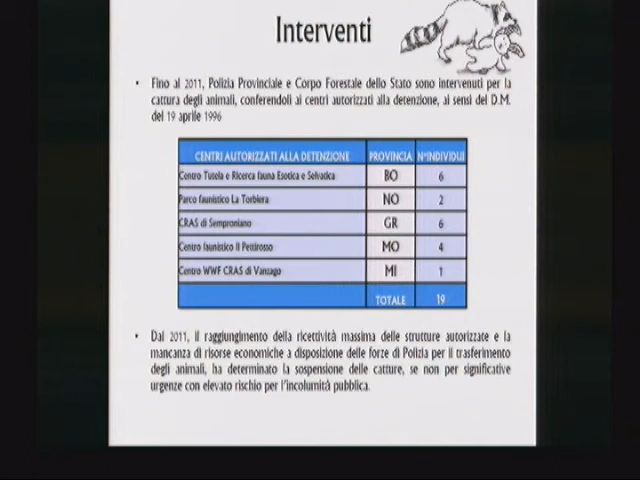 Interventi
• Fino al 2011, Polizia Provinciale e Corpo Forestale dello Stato sono intervenuti per la
cattura degli animali, conferendoli ai centri autorizzati alla detenzione, ai sensi del D.M.
del 19 aprile 1996
CENTRI AUTORIZZATI ALLA DETENZIONE PROVINCIA N°INDIVIDUI
Centro Tutela e Ricerca fauna Esotica e Selvatica BO 6
Parco faunistico La Torbiera NO 2
CRAS di Semproniano GR 6
Centro faunistico Il Pettirosso MO 4
Centro WWF CRAS di Vanzago MI 1
TOTALE 19
• Dal 2011, il raggiungimento della ricettività massima delle strutture autorizzate e la
mancanza di risorse economiche a disposizione delle forze di Polizia per il trasferimento
degli animali, ha determinato la sospensione delle catture, se non per significative
urgenze con elevato rischio per l'incolumità pubblica.